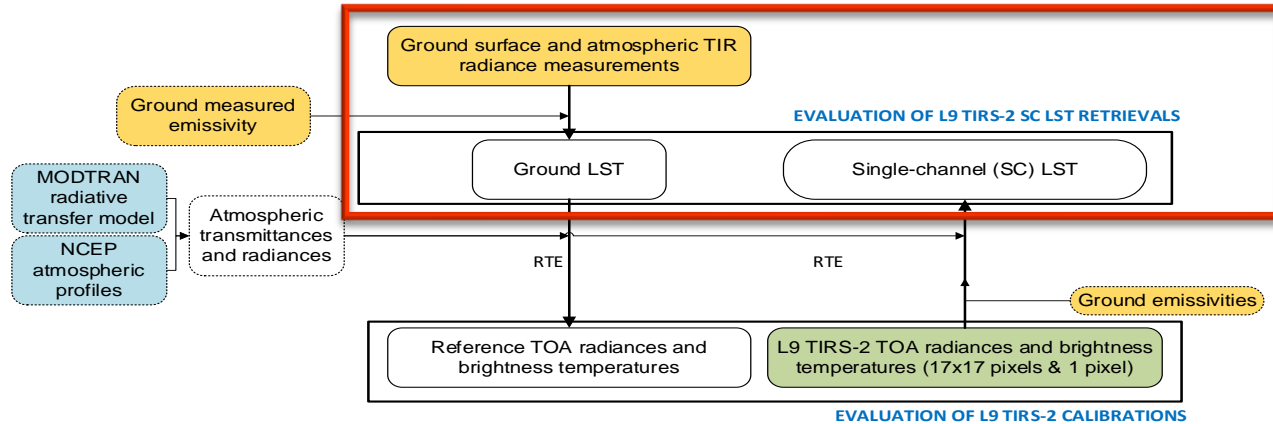 Ground surface and atmospheric TIR
radiance measurements
Ground measured
emissivity
EVALUATION OF L9 TIRS-2 SC LST RETRIEVALS
Ground LST
Single-channel (SC) LST
MODTRAN
radiative
transfer model
NCEP
atmospheric
profiles
Atmospheric
transmittances
and radiances
RTE
RTE
Ground emissivities
Reference TOA radiances and
brightness temperatures
L9 TIRS-2 TOA radiances and brightness
temperatures (17x17 pixels & 1 pixel)
EVALUATION OF L9 TIRS-2 CALIBRATIONS